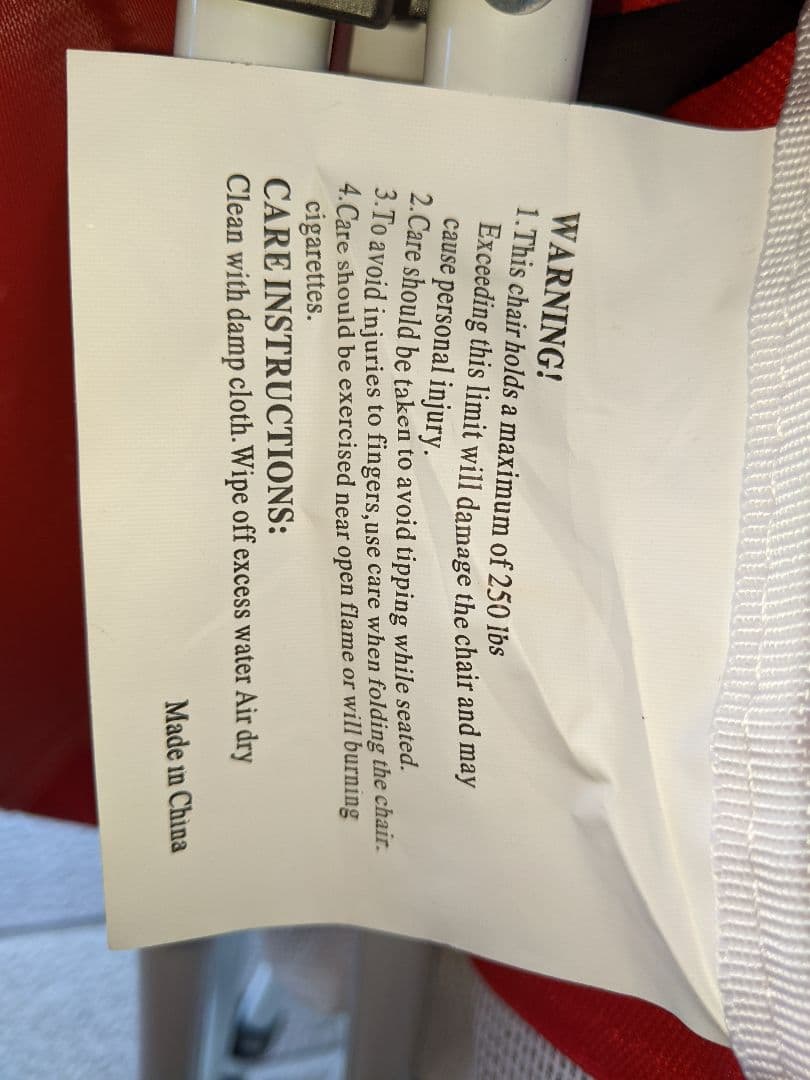 WARNING!
1.This chair holds a maximum of 250 lbs
Exceeding this limit will damage the chair and may
cause personal injury.
2.Care should be taken to avoid tipping while seated.
3.To avoid injuries to fingers,use care when folding the chair.
4.Care should be exercised near open flame or will burning
cigarettes.
CARE INSTRUCTIONS:
Clean with damp cloth.Wipe off excess water Air dry
Made in China